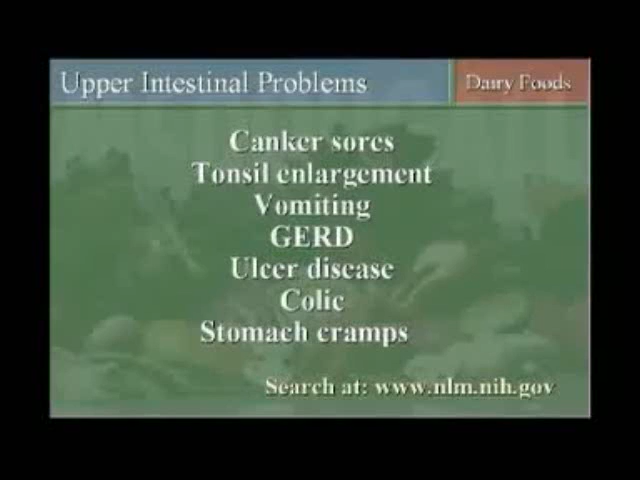 Upper Intestinal Problems
Dairy Foods
Canker sores
Tonsil enlargement
Vomiting
GERD
Ulcer disease
Colic
Stomach cramps
Search at: www.nlm.nih.gov